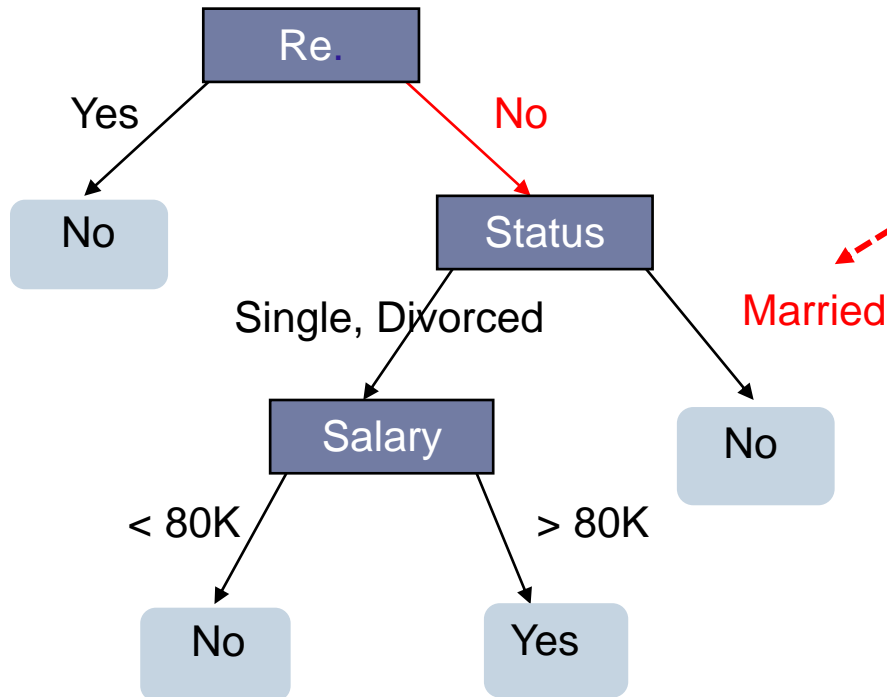 Re.
Yes
No
No
Status
Single, Divorced
Married
Salary
No
< 80K
> 80K
No
Yes